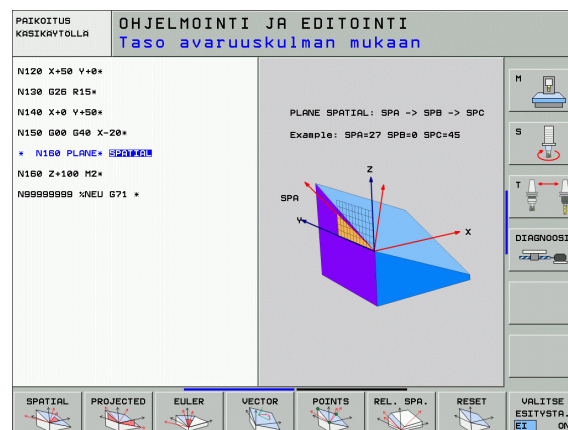 PAIKOITUS
KÄSIKÄYTÖLLÄ
OHJELMOINTI JA EDITOINTI
Taso avaruuskulman mukaan
N120 X+50 Y+0*
N130 G26 R15*
N140 X+0 Y+50*
N150 G00 G40 X-20*
* N160 PLANE* SPATIAL
N160 Z+100 M2*
N99999999 %NEU G71 *
PLANE SPATIAL: SPA -> SPB -> SPC
Example: SPA=27 SPB=0 SPC=45
Z
SPA
Y
X
M
S
T
DIAGNOOSI
SPATIAL
PROJECTED
EULER
VECTOR
POINTS
REL. SPA.
RESET
VALITSE
ESITYSTA.
EI ON